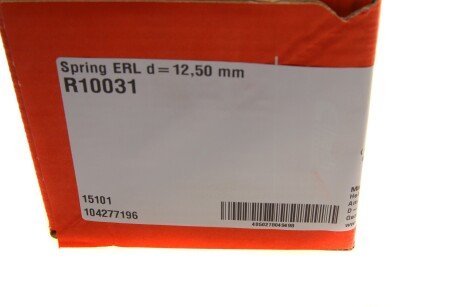 Spring ERL d=12,50 mm
R10031
15101
104277196